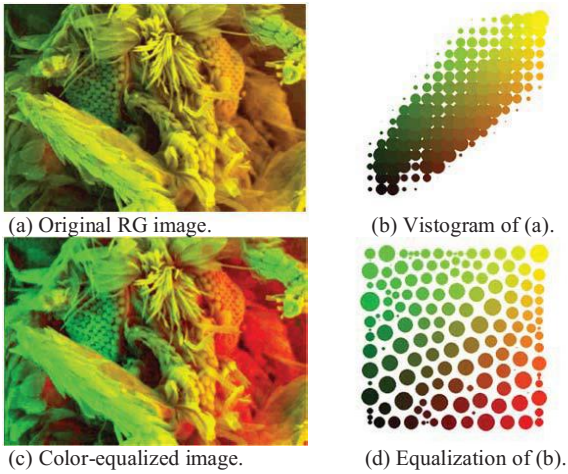 (a) Original RG image.
(b) Vistogram of (a).
(c) Color-equalized image.
(d) Equalization of (b).